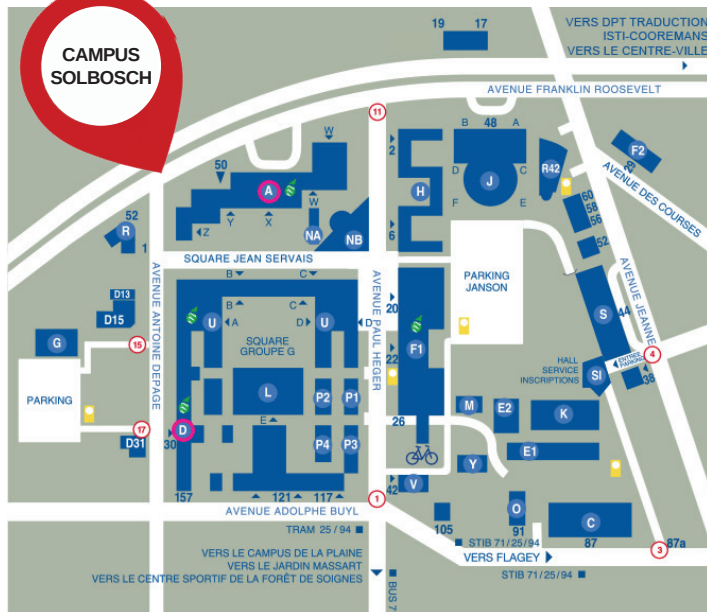 CAMPUS
SOLBOSCH
19 17
VERS DPT TRADUCTION
ISTI-COOREMANS
VERS LE CENTRE-VILLE
AVENUE FRANKLIN ROOSEVELT
11
B 48 A
W
2
50
D C
J
R42
F2
29
A
H
AVENUE DES COURSES
W
F E
60
58
56
52
Y X
Z
NA
NB
6
52
R
1
SQUARE JEAN SERVAIS
B C
PARKING
JANSON
AVENUE ANTOINE DEPAGE
AVENUE PAUL HEGER
AVENUE JEANNE
D13
D15
B C
20
S
44
U A D U D
SQUARE
GROUPE G
G
15
22
F1
HALL
SERVICE
INSCRIPTIONS
ENTRÉE
PARKING
4
SI
38
PARKING
L
P2 P1
M
E2
K
17
D
30
D31
E
P4 P3
26
E1
Y
V
42
157 121 117
1
AVENUE ADOLPHE BUYL
O
C
105
91
87
87a
TRAM 25 / 94
STIB 71 / 25 / 94
VERS FLAGEY
3
STIB 71 / 25 / 94
VERS LE CAMPUS DE LA PLAINE
VERS LE JARDIN MASSART
VERS LE CENTRE SPORTIF DE LA FORÊT DE SOIGNES
BUS 7